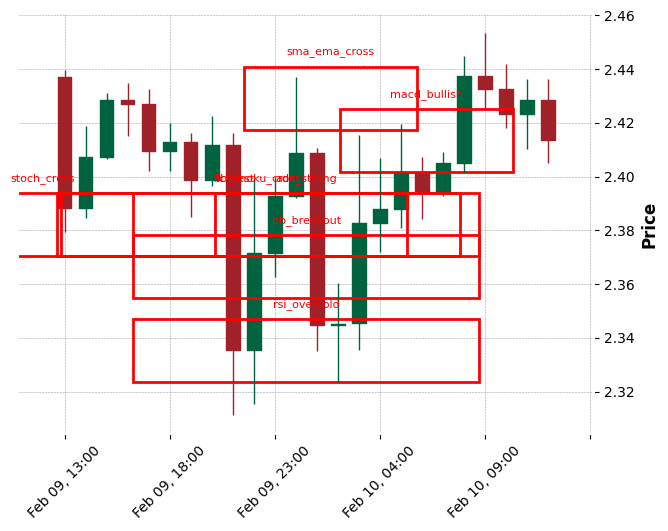 2.46
sma_ema_cross
2.44
macd_bullish
2.42
stoch_cross
2.40
bb_breakout
2.38
Price
2.36
rsi_oversold
2.34
2.32
Feb 09, 13:00
Feb 09, 18:00
Feb 09, 23:00
Feb 10, 04:00
Feb 10, 09:00